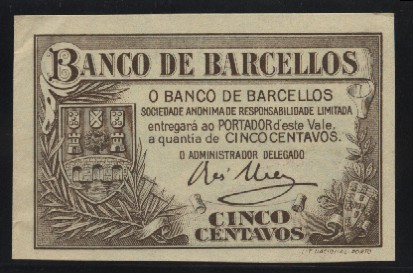 BANCO DE BARCELLOS
O BANCO DE BARCELLOS
SOCIEDADE ANONIMA DE RESPONSABILIDADE LIMITADA
entregará ao PORTADOR d'este Vale,
a quantia de CINCO CENTAVOS.
O ADMINISTRADOR DELEGADO
CINCO
CENTAVOS